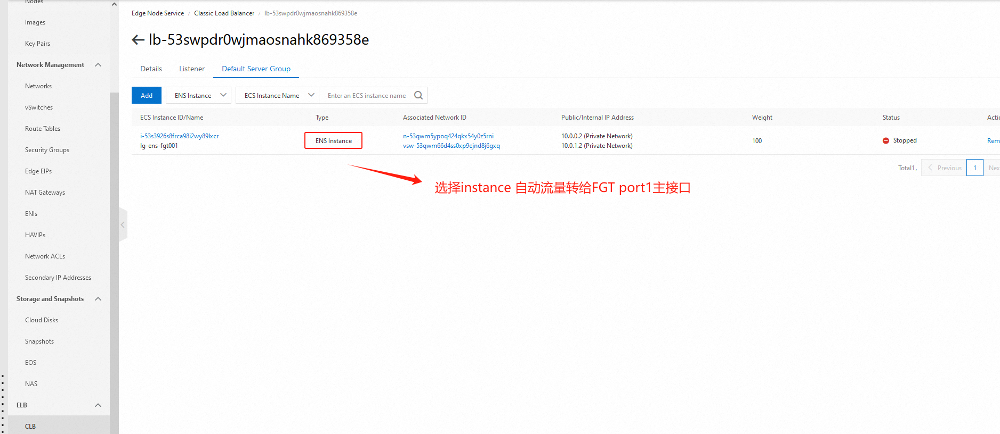 Nodes
Images
Key Pairs
Network Management
Networks
vSwitches
Route Tables
Security Groups
Edge EIPs
NAT Gateways
ENIs
HAVIPs
Network ACLs
Secondary IP Addresses
Storage and Snapshots
Cloud Disks
Snapshots
EOS
NAS
ELB
CLB
Edge Node Service / Classic Load Balancer / lb-53swpdr0wjmaosnahk869358e
lb-53swpdr0wjmaosnahk869358e
Details Listener Default Server Group
Add ENS Instance ECS Instance Name Enter an ECS instance name
ECS Instance ID/Name Type Associated Network ID Public/Internal IP Address Weight Status Actic
i-53s3926s8frca98i2wy89lxcr n-53qwm5ypoq424qkx54y0z5rni 10.0.0.2 (Private Network)
ENS Instance 100 Stopped Rem
lg-ens-fgt001 vsw-53qwm66d4ss0xp9ejnd8j6gxq 10.0.1.2 (Private Network)
Total1, Previous 1 Nex
选择instance 自动流量转给FGT port1主接口